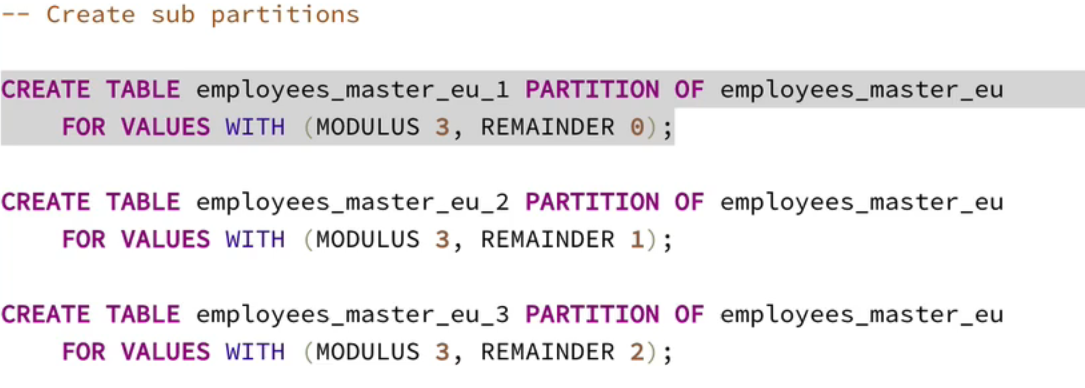 -- Create sub partitions
CREATE TABLE employees_master_eu_1 PARTITION OF employees_master_eu
FOR VALUES WITH (MODULUS 3, REMAINDER 0);
CREATE TABLE employees_master_eu_2 PARTITION OF employees_master_eu
FOR VALUES WITH (MODULUS 3, REMAINDER 1);
CREATE TABLE employees_master_eu_3 PARTITION OF employees_master_eu
FOR VALUES WITH (MODULUS 3, REMAINDER 2);